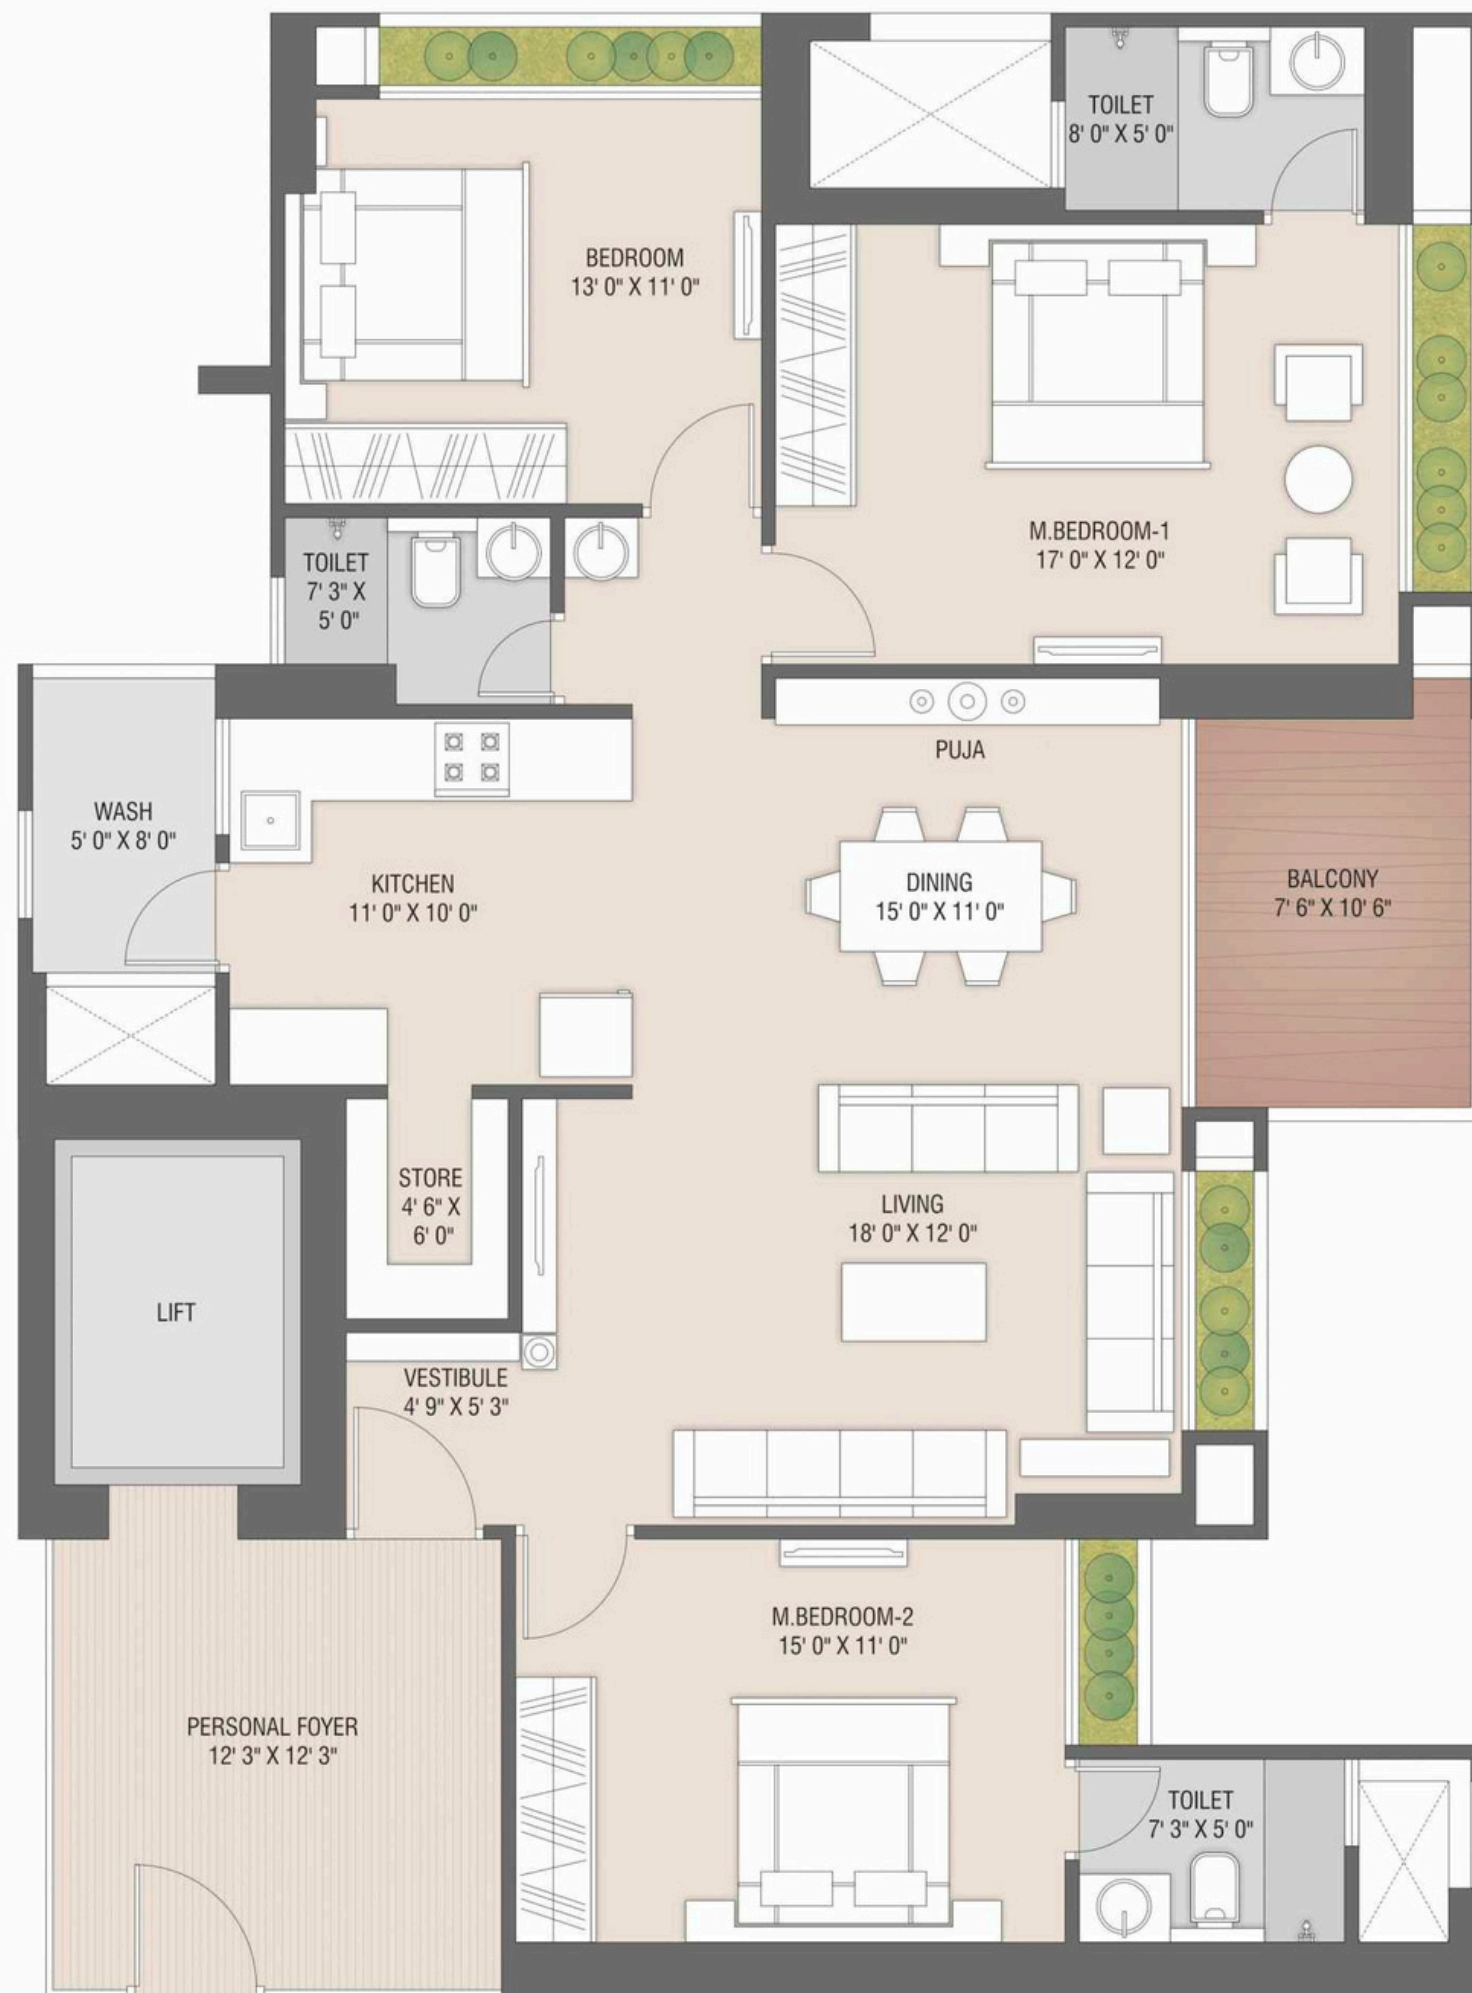 TOILET
8' 0" X 5' 0"
BEDROOM
13' 0" X 11' 0"
M.BEDROOM-1
17' 0" X 12' 0"
TOILET
7' 3" X
5' 0"
PUJA
WASH
5' 0" X 8' 0"
KITCHEN
11' 0" X 10' 0"
DINING
15' 0" X 11' 0"
BALCONY
7' 6" X 10' 6"
STORE
4' 6" X
6' 0"
LIVING
18' 0" X 12' 0"
LIFT
VESTIBULE
4' 9" X 5' 3"
M.BEDROOM-2
15' 0" X 11' 0"
PERSONAL FOYER
12' 3" X 12' 3"
TOILET
7' 3" X 5' 0"